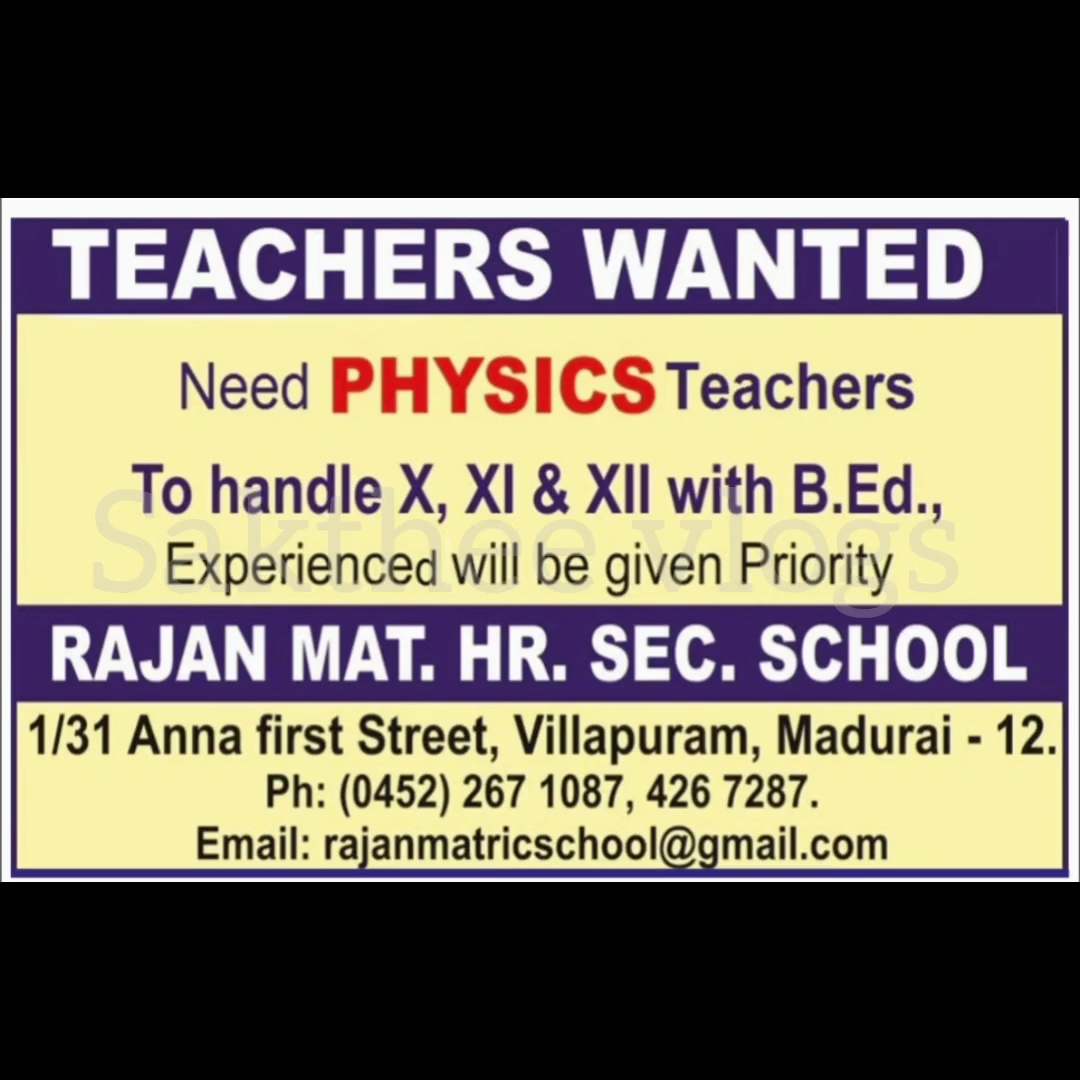 TEACHERS WANTED
Need PHYSICS Teachers
To handle X, XI & XII with B.Ed.,
Sakthee vlogs
Experienced will be given Priority
RAJAN MAT. HR. SEC. SCHOOL
1/31 Anna first Street, Villapuram, Madurai - 12.
Ph: (0452) 267 1087, 426 7287.
Email: rajanmatricschool@gmail.com